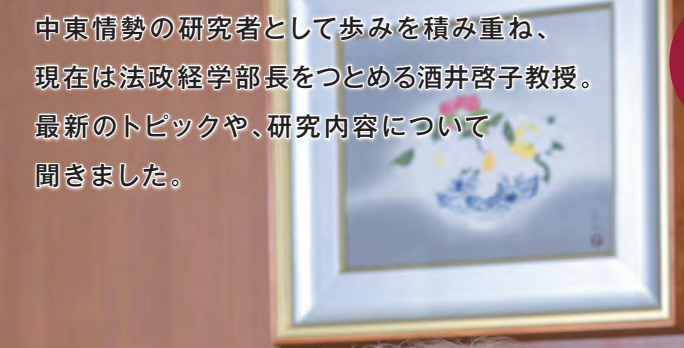 中東情勢の研究者として歩みを積み重ね、
現在は法政経学部長をつとめる酒井啓子教授。
最新のトピックや、研究内容について
聞きました。